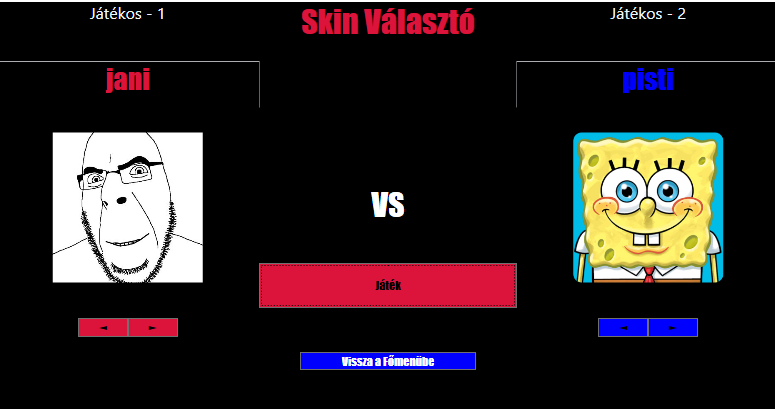 Játékos - 1
Skin Választó
Játékos - 2
jani
pisti
VS
Játék
◄ ►
◄ ►
Vissza a Főmenübe